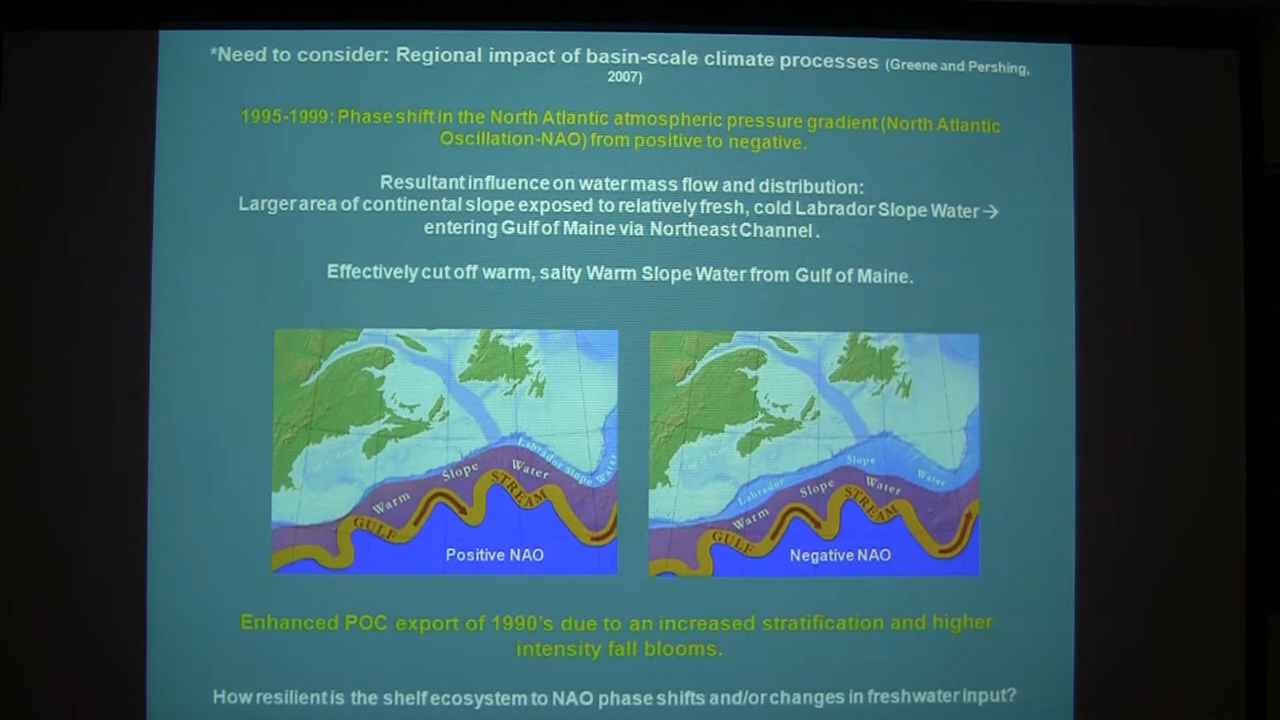 *Need to consider: Regional impact of basin-scale climate processes (Greene and Pershing,
2007)
1995-1999: Phase shift in the North Atlantic atmospheric pressure gradient (North Atlantic
Oscillation-NAO) from positive to negative.
Resultant influence on water mass flow and distribution:
Larger area of continental slope exposed to relatively fresh, cold Labrador Slope Water →
entering Gulf of Maine via Northeast Channel.
Effectively cut off warm, salty Warm Slope Water from Gulf of Maine.
Labrador Slope Water
Warm Slope Water
GULF STREAM
Positive NAO
Labrador Slope Water
Warm Slope Water
GULF STREAM
Negative NAO
Enhanced POC export of 1990's due to an increased stratification and higher
intensity fall blooms.
How resilient is the shelf ecosystem to NAO phase shifts and/or changes in freshwater input?